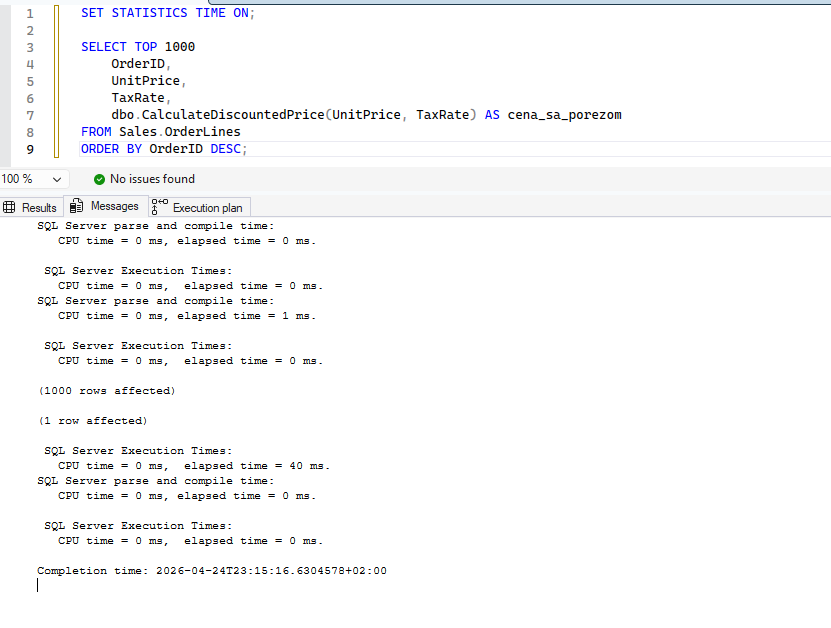 1 SET STATISTICS TIME ON;
2
3 SELECT TOP 1000
4 OrderID,
5 UnitPrice,
6 TaxRate,
7 dbo.CalculateDiscountedPrice(UnitPrice, TaxRate) AS cena_sa_porezom
8 FROM Sales.OrderLines
9 ORDER BY OrderID DESC;
100 % No issues found
Results Messages Execution plan
SQL Server parse and compile time:
CPU time = 0 ms, elapsed time = 0 ms.
SQL Server Execution Times:
CPU time = 0 ms,  elapsed time = 0 ms.
SQL Server parse and compile time:
CPU time = 0 ms, elapsed time = 1 ms.
SQL Server Execution Times:
CPU time = 0 ms,  elapsed time = 0 ms.
(1000 rows affected)
(1 row affected)
SQL Server Execution Times:
CPU time = 0 ms,  elapsed time = 40 ms.
SQL Server parse and compile time:
CPU time = 0 ms, elapsed time = 0 ms.
SQL Server Execution Times:
CPU time = 0 ms,  elapsed time = 0 ms.
Completion time: 2026-04-24T23:15:16.6304578+02:00